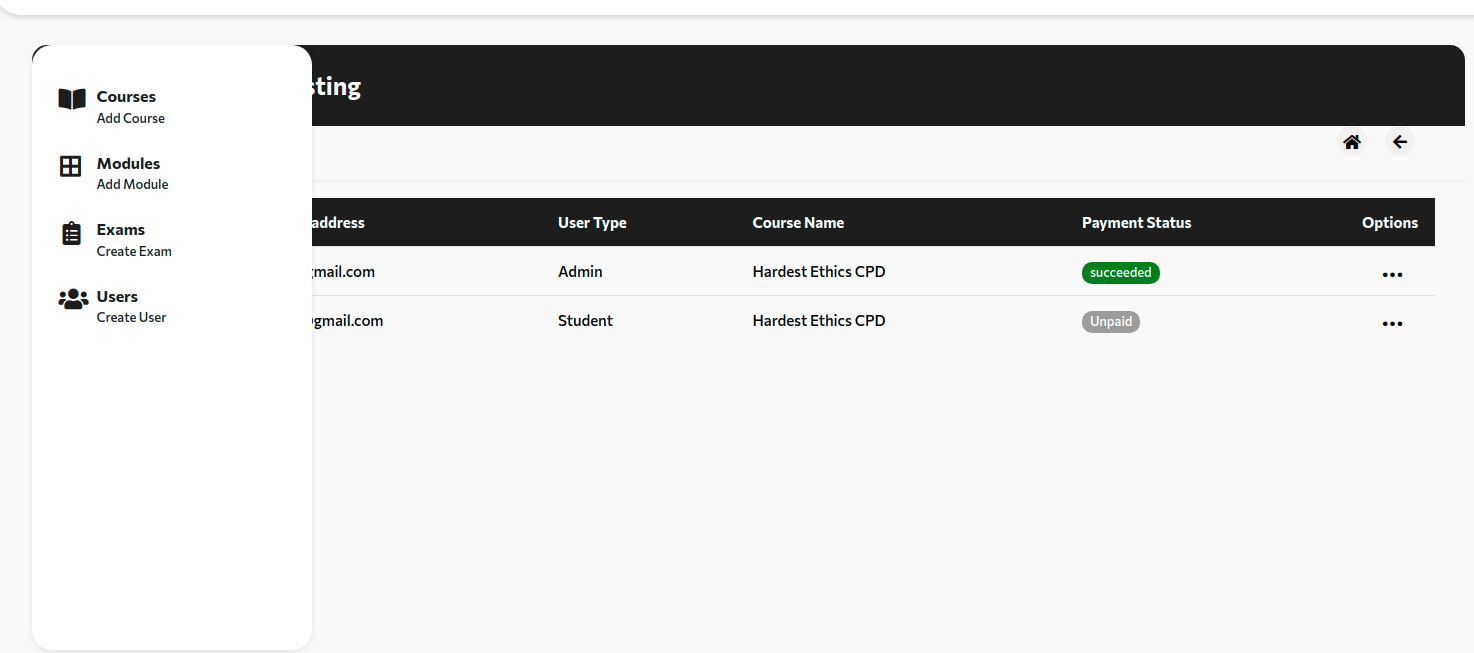 Courses
Add Course
Modules
Add Module
Exams
Create Exam
Users
Create User
sting
address User Type Course Name Payment Status Options
gmail.com Admin Hardest Ethics CPD succeeded
@gmail.com Student Hardest Ethics CPD Unpaid